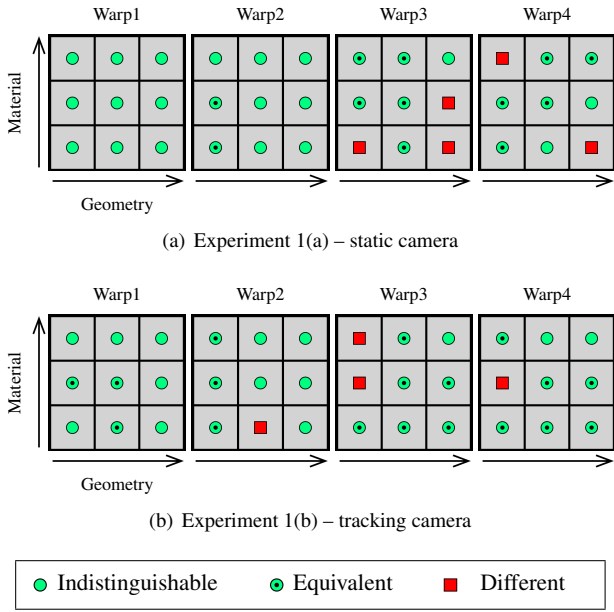 Warp1 Warp2 Warp3 Warp4
Material
Geometry
(a) Experiment 1(a) – static camera
Warp1 Warp2 Warp3 Warp4
Material
Geometry
(b) Experiment 1(b) – tracking camera
Indistinguishable Equivalent Different